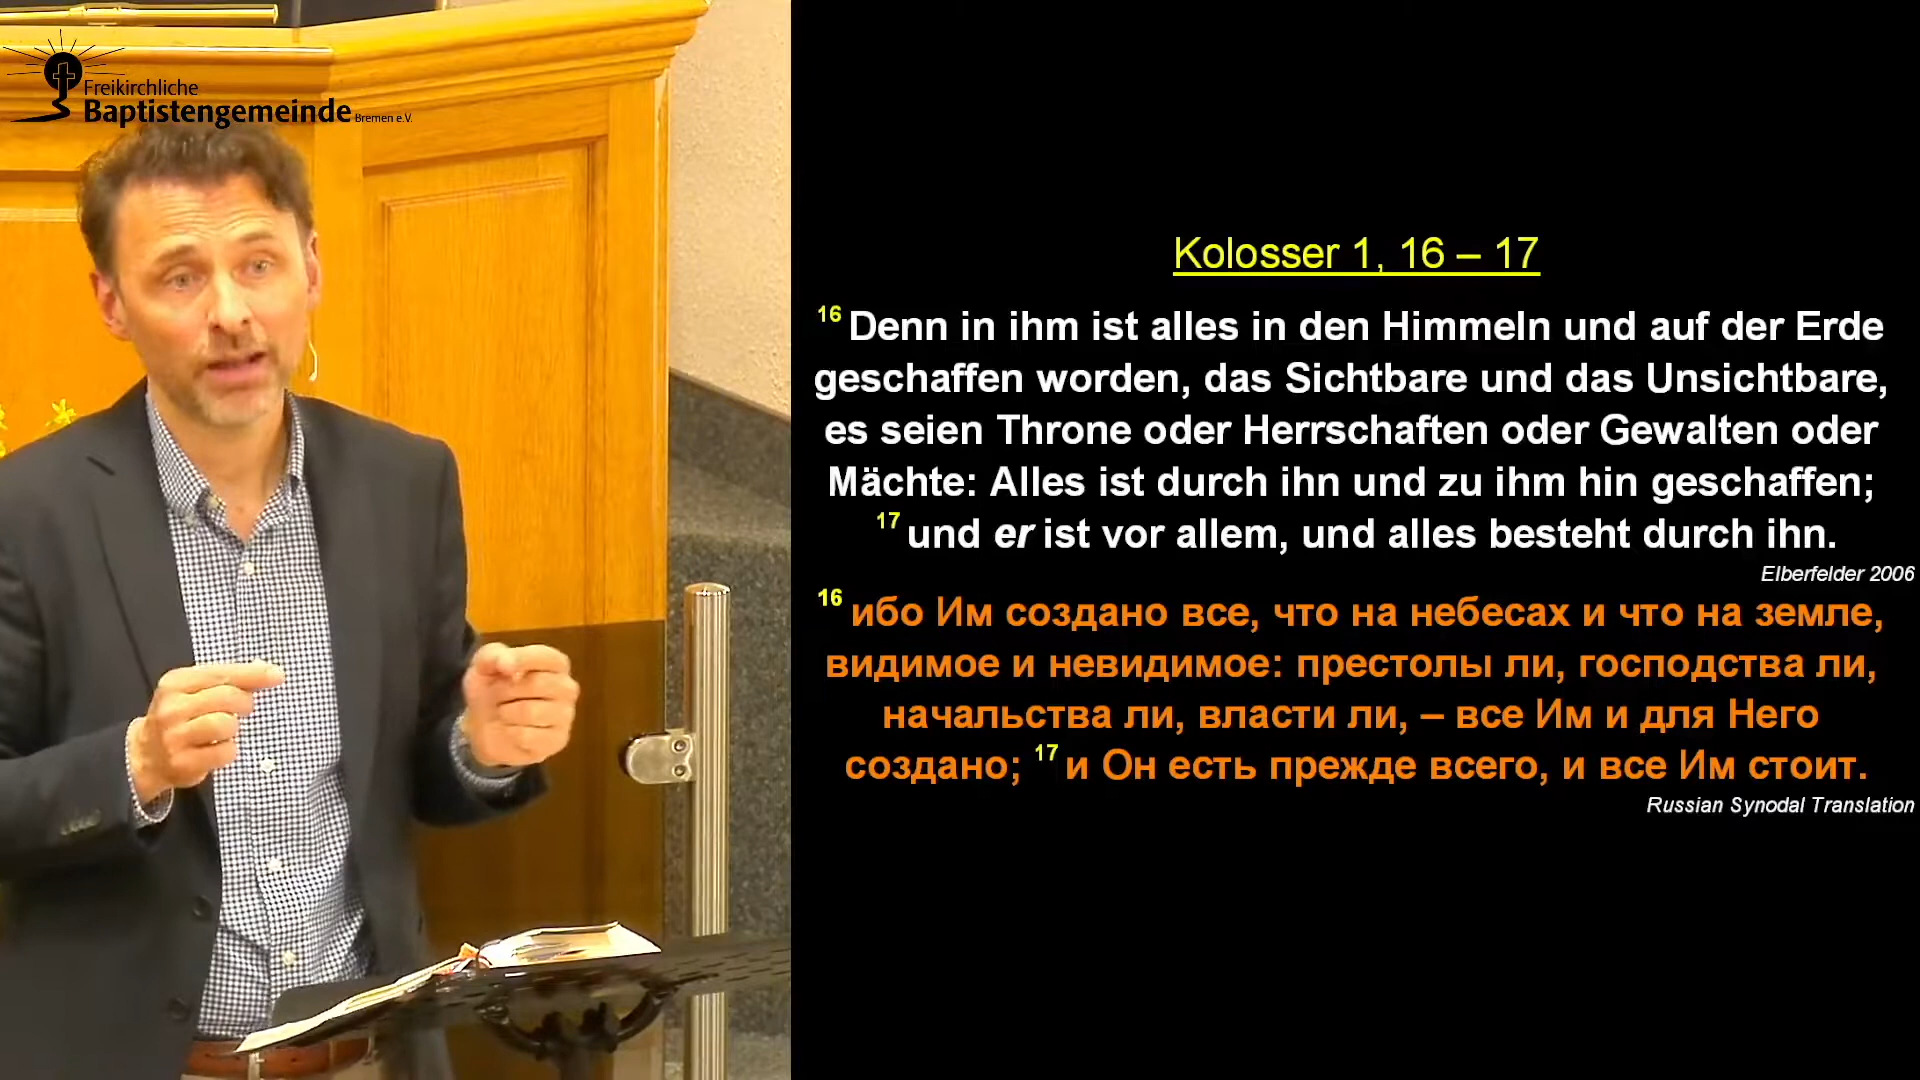 Freikirchliche
Baptistengemeinde Bremen e.V.
Kolosser 1, 16 – 17
16 Denn in ihm ist alles in den Himmeln und auf der Erde
geschaffen worden, das Sichtbare und das Unsichtbare,
es seien Throne oder Herrschaften oder Gewalten oder
Mächte: Alles ist durch ihn und zu ihm hin geschaffen;
17 und er ist vor allem, und alles besteht durch ihn.
Elberfelder 2006
16 ибо Им создано все, что на небесах и что на земле,
видимое и невидимое: престолы ли, господства ли,
начальства ли, власти ли, – все Им и для Него
создано; 17 и Он есть прежде всего, и все Им стоит.
Russian Synodal Translation